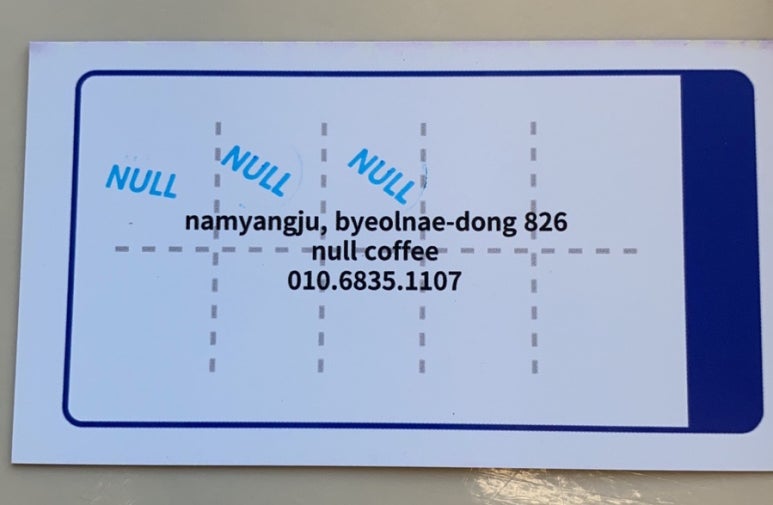 NULL NULL NULL
namyangju, byeolnae-dong 826
null coffee
010.6835.1107